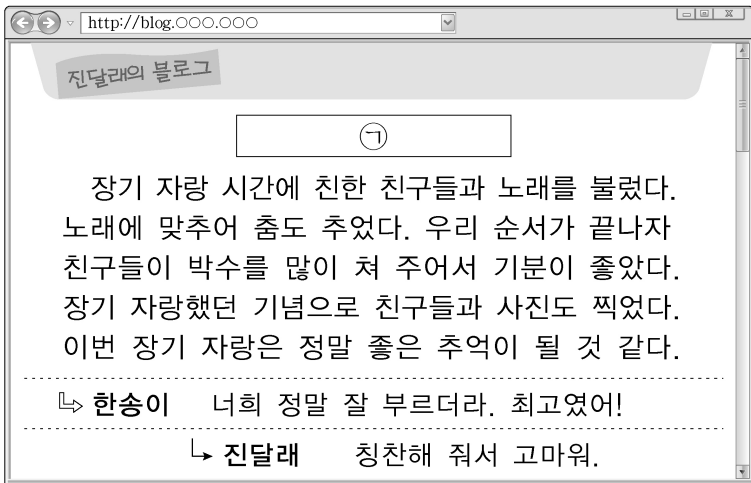 http://blog.○○○.○○○
진달래의 블로그
㉠
장기 자랑 시간에 친한 친구들과 노래를 불렀다.
노래에 맞추어 춤도 추었다. 우리 순서가 끝나자
친구들이 박수를 많이 쳐 주어서 기분이 좋았다.
장기 자랑했던 기념으로 친구들과 사진도 찍었다.
이번 장기 자랑은 정말 좋은 추억이 될 것 같다.
한송이 너희 정말 잘 부르더라. 최고였어!
진달래 칭찬해 줘서 고마워.